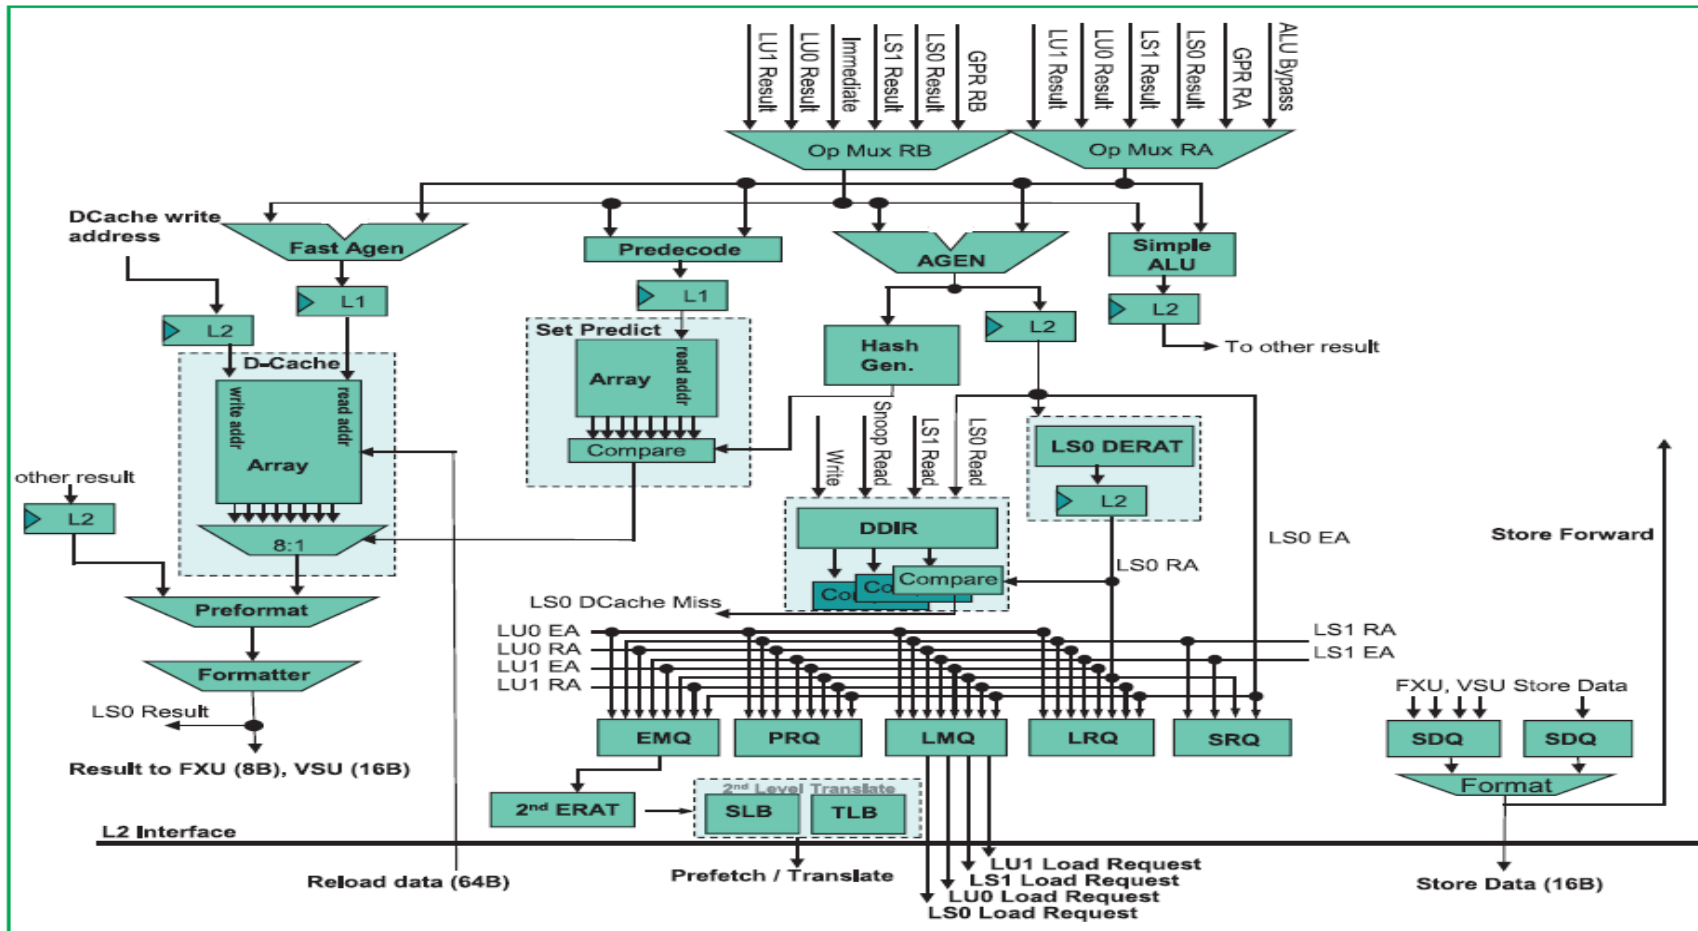 LU1 Result
LU0 Result
Immediate
LS1 Result
LS0 Result
GPR RB
LU1 Result
LU0 Result
LS1 Result
LS0 Result
GPR RA
ALU Bypass
Op Mux RB
Op Mux RA
DCache write
address
Fast Agen
Predecode
AGEN
Simple
ALU
L1
L1
L2
L2
L2
To other result
Set Predict
Hash
Gen.
D-Cache
write addr
read addr
Array
Array
read addr
Compare
Write
Snoop Read
LS1 Read
LS0 Read
LS0 DERAT
L2
other result
L2
8:1
DDIR
Compare
Co
Co
LS0 RA
LS0 EA
Store Forward
Preformat
LS0 DCache Miss
LU0 EA
LU0 RA
LU1 EA
LU1 RA
LS1 RA
LS1 EA
Formatter
LS0 Result
FXU, VSU Store Data
EMQ
PRQ
LMQ
LRQ
SRQ
SDQ
SDQ
Result to FXU (8B), VSU (16B)
2nd Level Translate
2nd ERAT
SLB
TLB
Format
L2 Interface
Reload data (64B)
Prefetch / Translate
LU1 Load Request
LS1 Load Request
LU0 Load Request
LS0 Load Request
Store Data (16B)